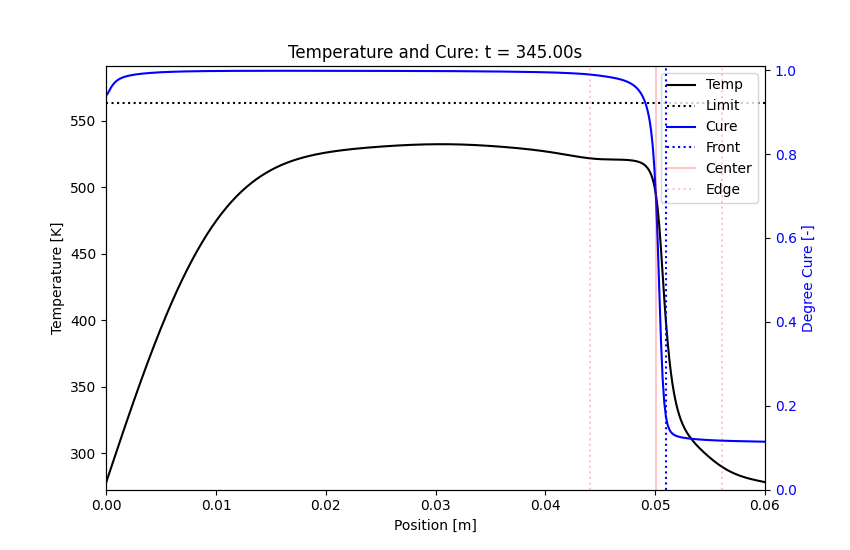 Temperature and Cure: t = 345.00s
Temperature [K]
550
500
450
400
350
300
1.0
0.8
0.6
0.4
0.2
0.0
Degree Cure [-]
Temp
Limit
Cure
Front
Center
Edge
0.00 0.01 0.02 0.03 0.04 0.05 0.06
Position [m]